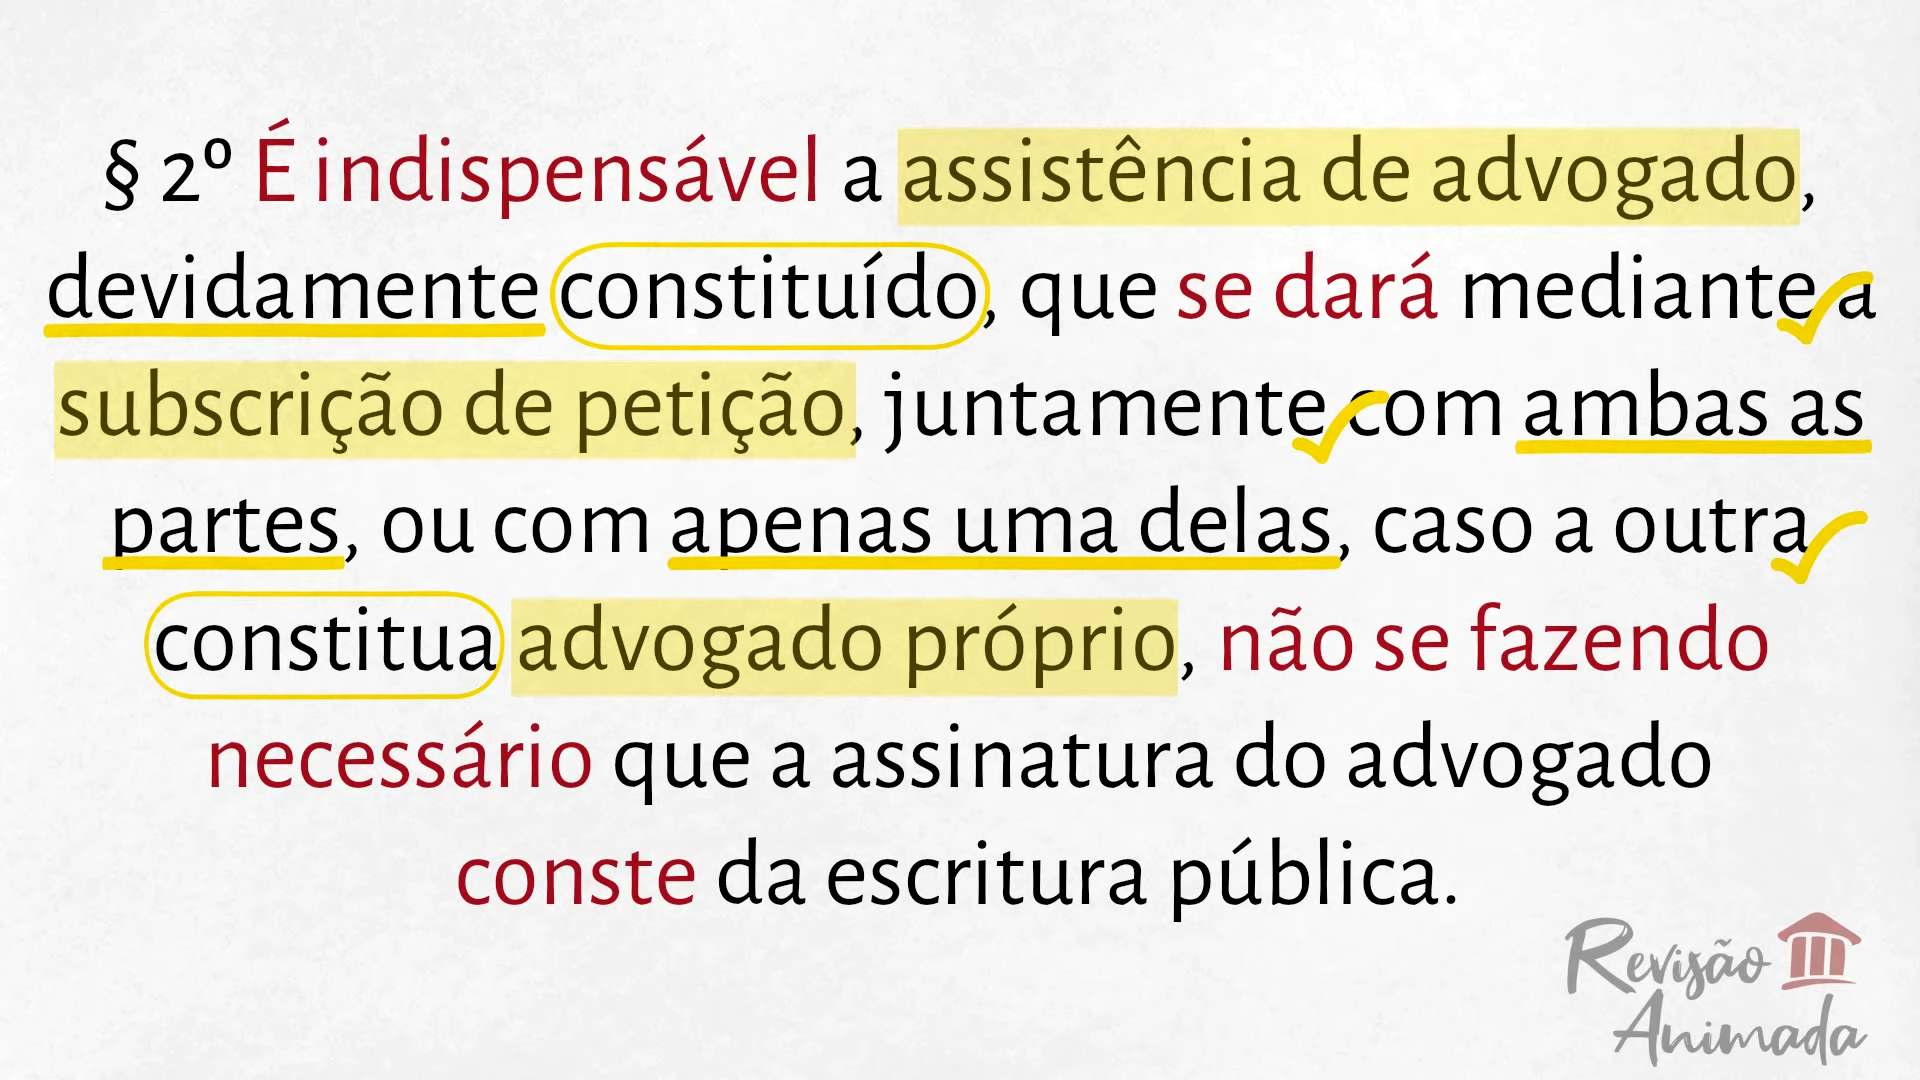 § 2º É indispensável a assistência de advogado,
devidamente constituído, que se dará mediante a
subscrição de petição, juntamente com ambas as
partes, ou com apenas uma delas, caso a outra
constitua advogado próprio, não se fazendo
necessário que a assinatura do advogado
conste da escritura pública.
Revisão
Animada